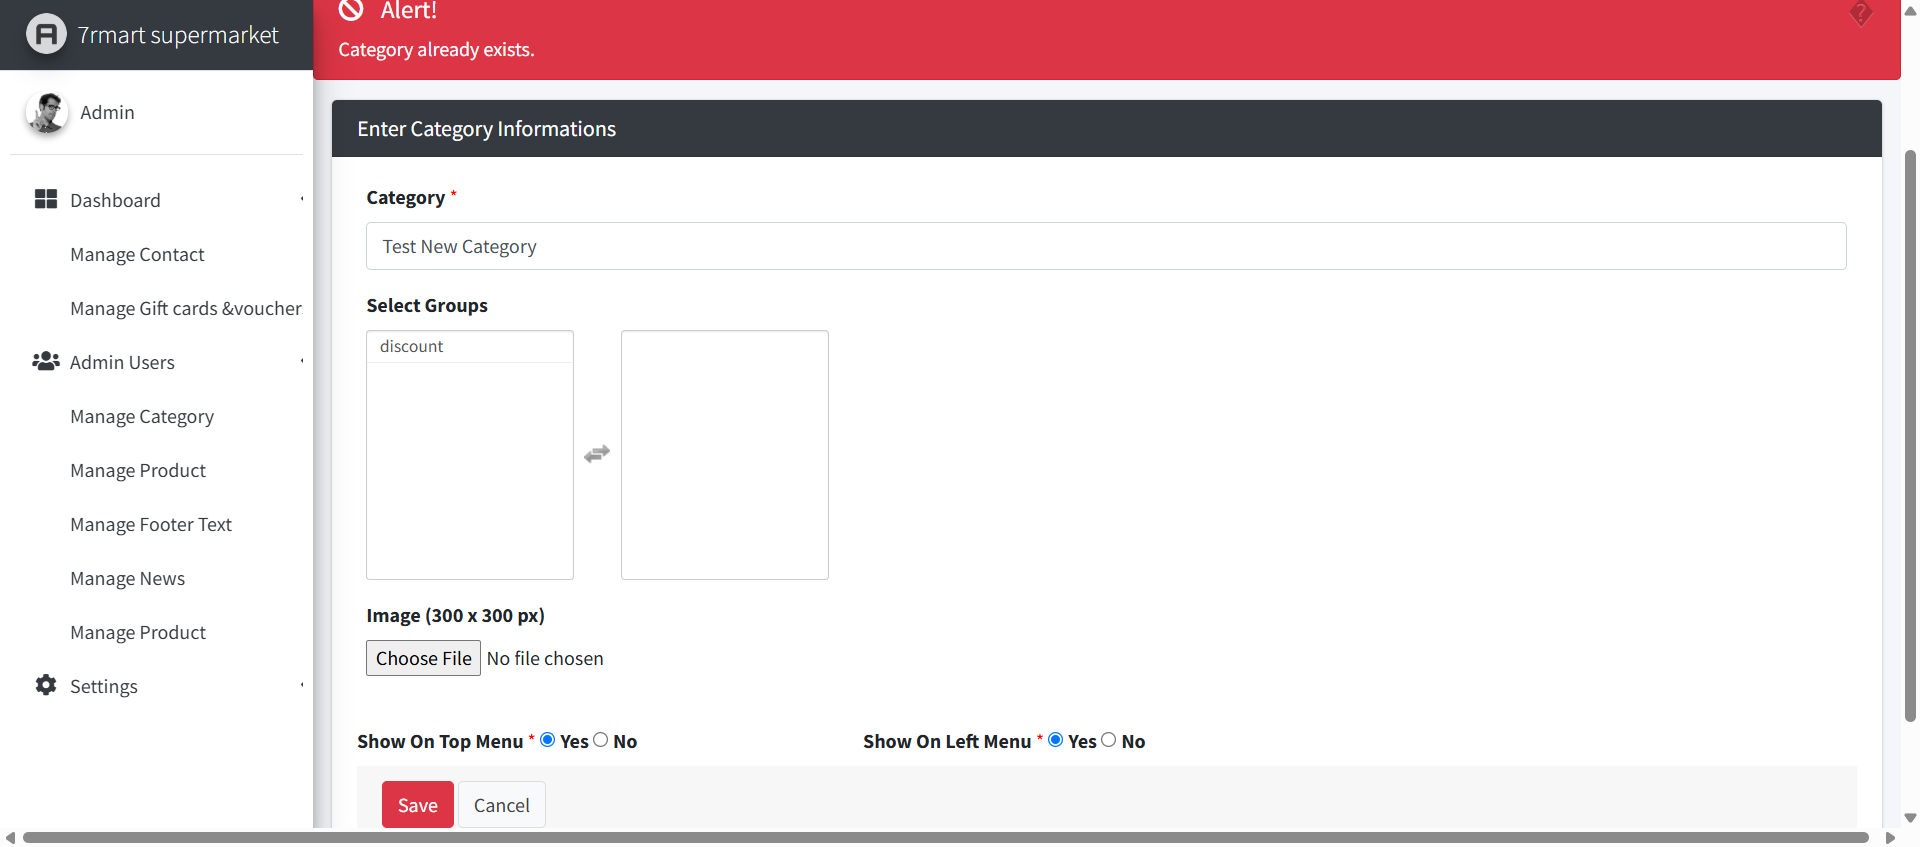 7rmart supermarket
Admin
Dashboard
Manage Contact
Manage Gift cards &voucher
Admin Users
Manage Category
Manage Product
Manage Footer Text
Manage News
Manage Product
Settings
Alert!
Category already exists.
Enter Category Informations
Category *
Test New Category
Select Groups
discount
Image (300 x 300 px)
Choose File No file chosen
Show On Top Menu * Yes No
Show On Left Menu * Yes No
Save Cancel